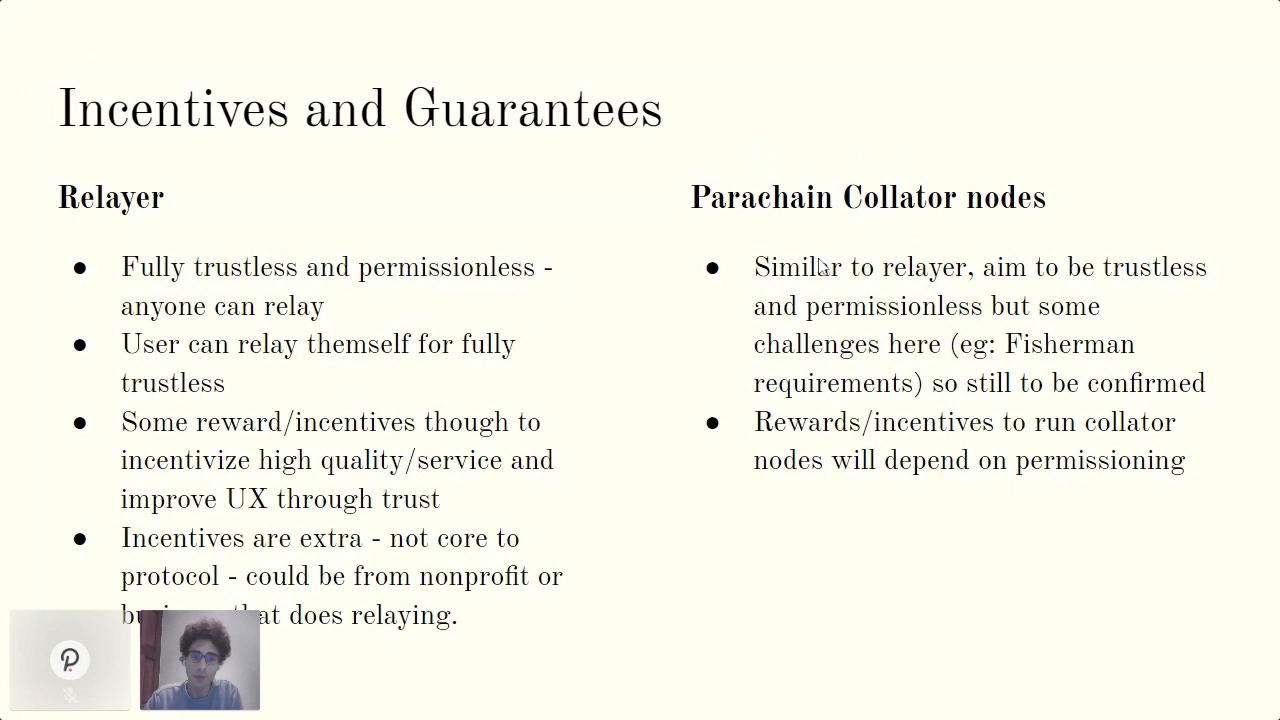 Incentives and Guarantees
Relayer
● Fully trustless and permissionless -
anyone can relay
● User can relay themself for fully
trustless
● Some reward/incentives though to
incentivize high quality/service and
improve UX through trust
● Incentives are extra - not core to
protocol - could be from nonprofit or
does relaying.
Parachain Collator nodes
● Similar to relayer, aim to be trustless
and permissionless but some
challenges here (eg: Fisherman
requirements) so still to be confirmed
● Rewards/incentives to run collator
nodes will depend on permissioning